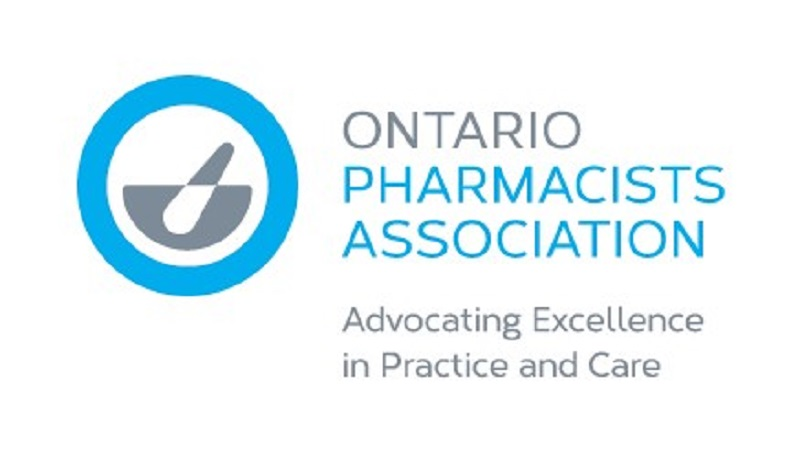 ONTARIO
PHARMACISTS
ASSOCIATION
Advocating Excellence
in Practice and Care